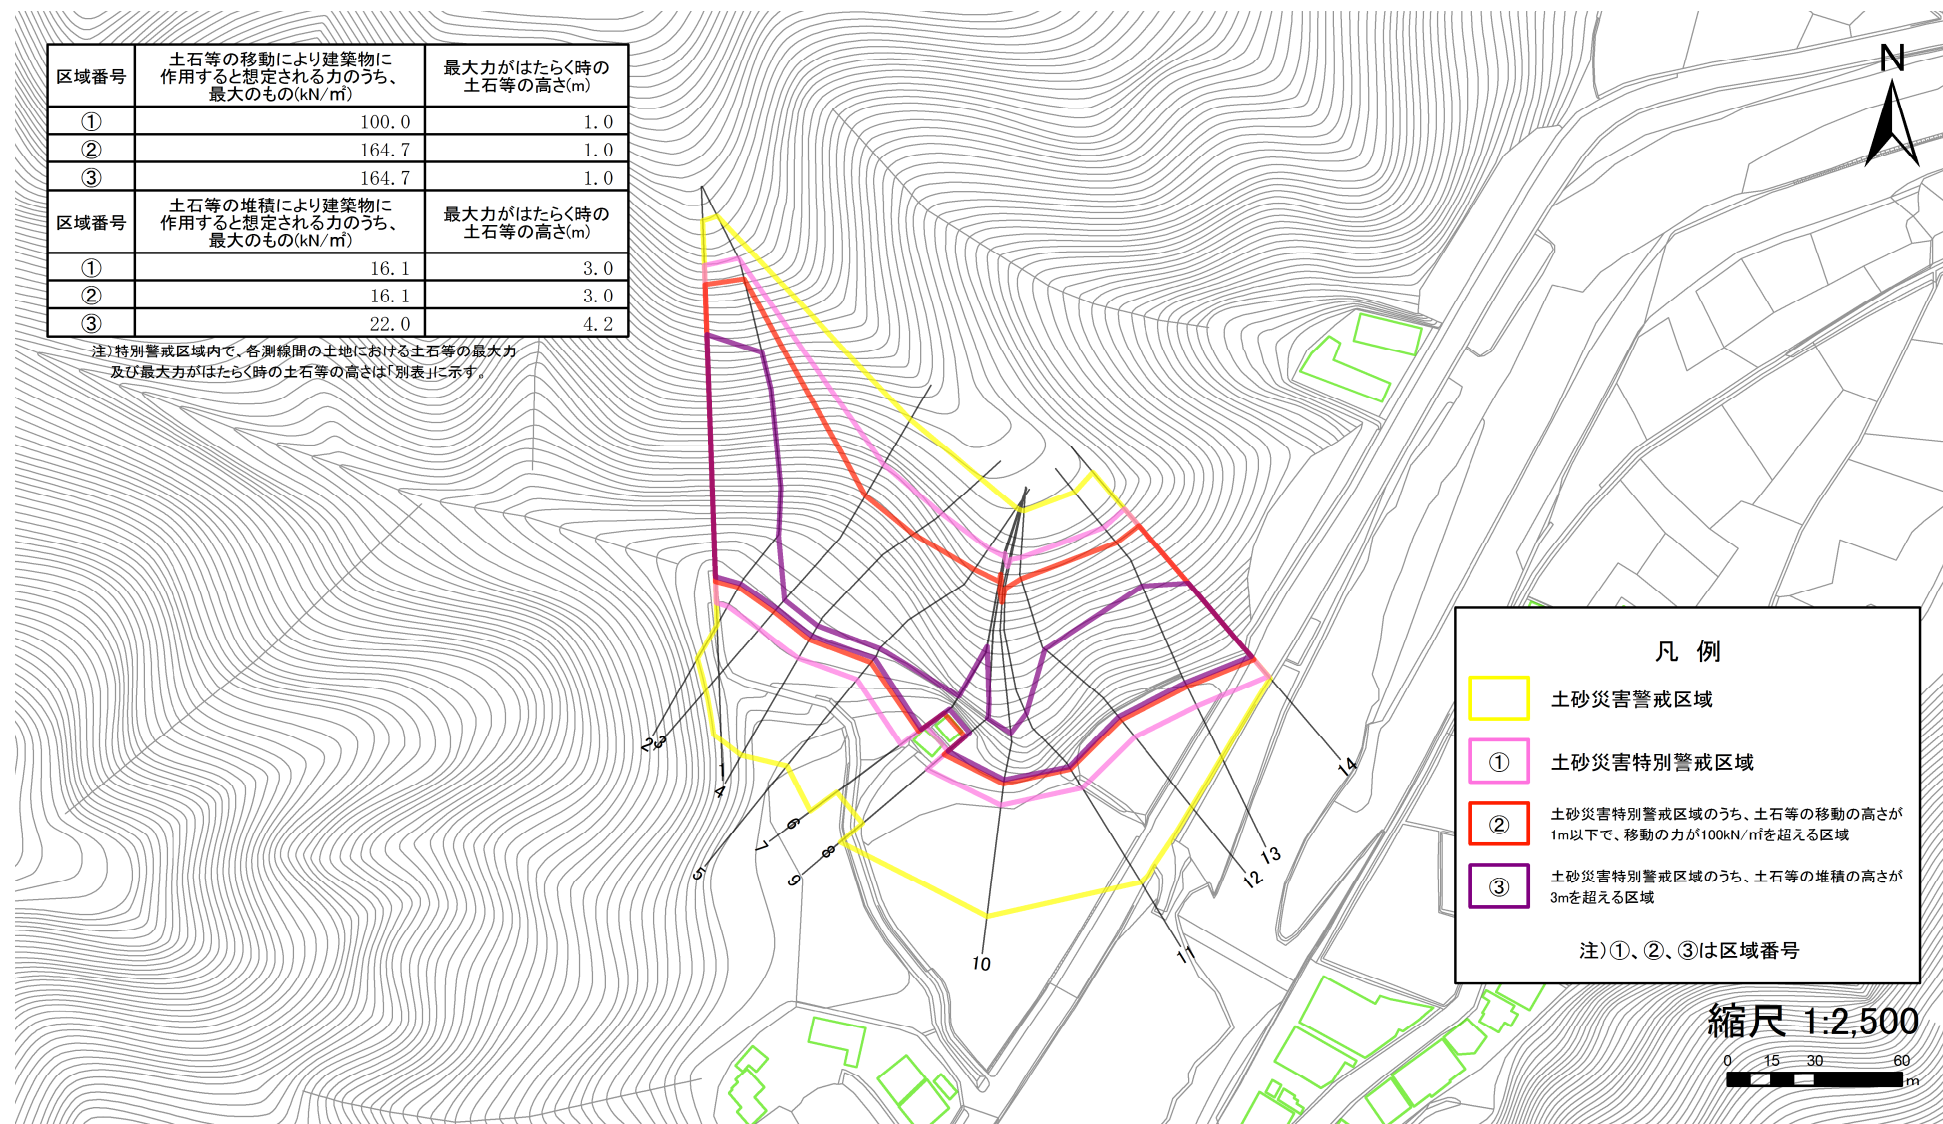 区域番号
土石等の移動により建築物に
作用すると想定される力のうち、
最大のもの(kN/㎡)
最大力がはたらく時の
土石等の高さ(m)
① 100.0 1.0
② 164.7 1.0
③ 164.7 1.0
区域番号
土石等の堆積により建築物に
作用すると想定される力のうち、
最大のもの(kN/㎡)
最大力がはたらく時の
土石等の高さ(m)
① 16.1 3.0
② 16.1 3.0
③ 22.0 4.2
注)特別警戒区域内で、各測線間の土地における土石等の最大力
及び最大力がはたらく時の土石等の高さは「別表」に示す。
N
2
3
1
4
5
6
7
8
9
10
11
12
13
14
凡 例
土砂災害警戒区域
① 土砂災害特別警戒区域
② 土砂災害特別警戒区域のうち、土石等の移動の高さが
1m以下で、移動の力が100kN/㎡を超える区域
③ 土砂災害特別警戒区域のうち、土石等の堆積の高さが
3mを超える区域
注)①、②、③は区域番号
縮尺 1:2,500
0 15 30 60
m